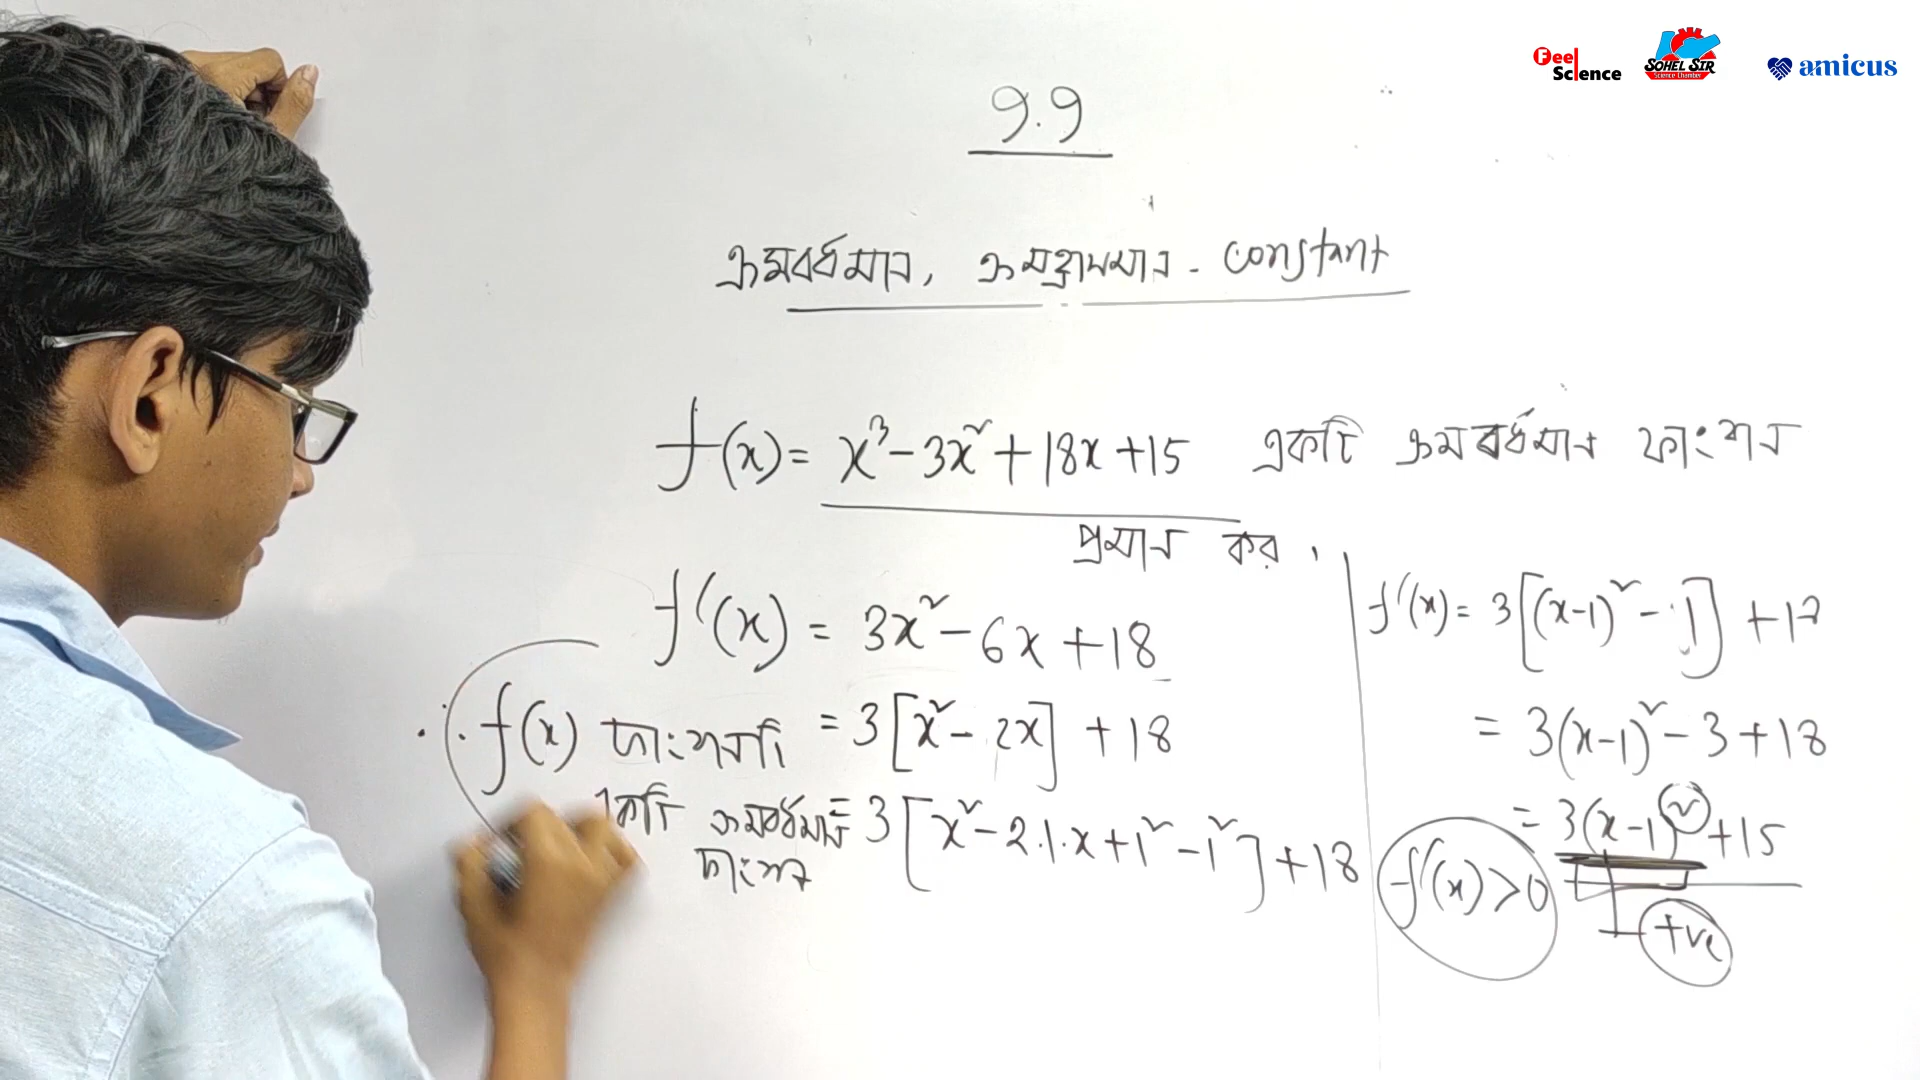 Feel Science
SOHEL SIR
Science Chamber
amicus
9.9
ক্রমবর্ধমান, ক্রমহ্রাসমান - constant
f(x) = x³ - 3x² + 18x + 15 একটি ক্রমবর্ধমান ফাংশন
প্রমান কর ,
f'(x) = 3x² - 6x + 18
= 3[x² - 2x] + 18
= 3[x² - 2.1.x + 1² - 1²] + 18
∴ f(x) ফাংশনটি
একটি ক্রমবর্ধমান
ফাংশন
f'(x) = 3[(x-1)² - 1] + 18
= 3(x-1)² - 3 + 18
= 3(x-1)² + 15
f'(x) > 0
+ve